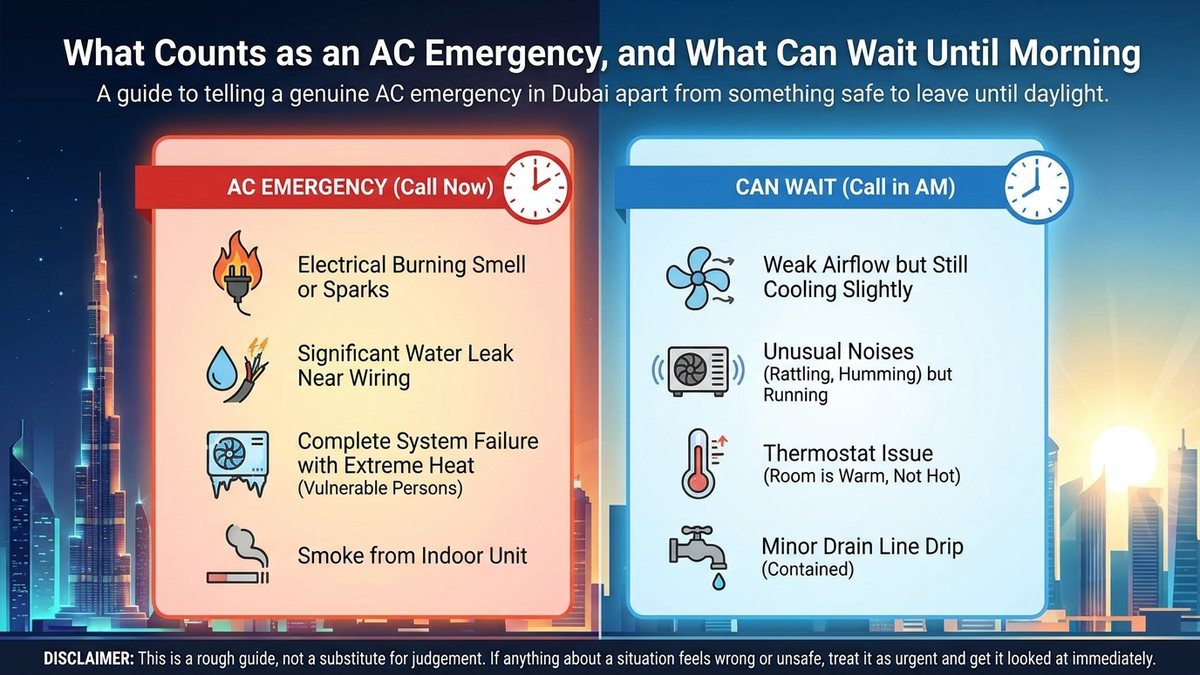 What Counts as an AC Emergency, and What Can Wait Until Morning
A guide to telling a genuine AC emergency in Dubai apart from something safe to leave until daylight.
AC EMERGENCY (Call Now)
Electrical Burning Smell
or Sparks
Significant Water Leak
Near Wiring
Complete System Failure
with Extreme Heat
(Vulnerable Persons)
Smoke from Indoor Unit
CAN WAIT (Call in AM)
Weak Airflow but Still
Cooling Slightly
Unusual Noises
(Rattling, Humming) but
Running
Thermostat Issue
(Room is Warm, Not Hot)
Minor Drain Line Drip
(Contained)
DISCLAIMER: This is a rough guide, not a substitute for judgement. If anything about a situation feels wrong or unsafe, treat it as urgent and get it looked at immediately.